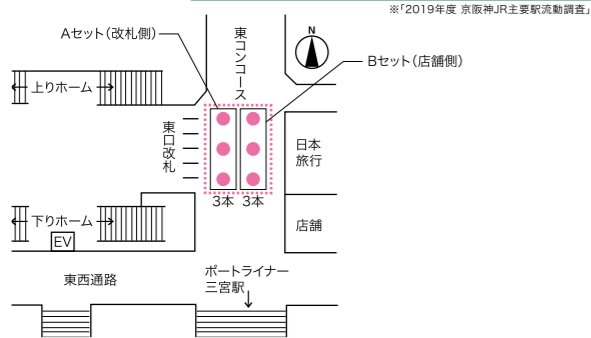 ※「2019年度 京阪神JR主要駅流動調査」
Aセット（改札側）
東コンコース
N
Bセット（店舗側）
上りホーム
東口改札
日本
旅行
3本 3本
下りホーム
店舗
EV
東西通路
ポートライナー
三宮駅